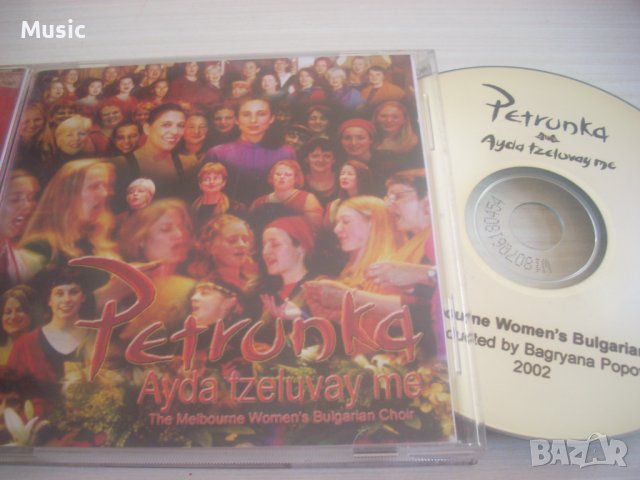 Music
Petrunka
Ayda tzeluvay me
The Melbourne Women's Bulgarian Choir
Petrunka
Ayda tzeluvay me
ourne Women's Bulgarian
ucted by Bagryana Popo
2002
BAZAR